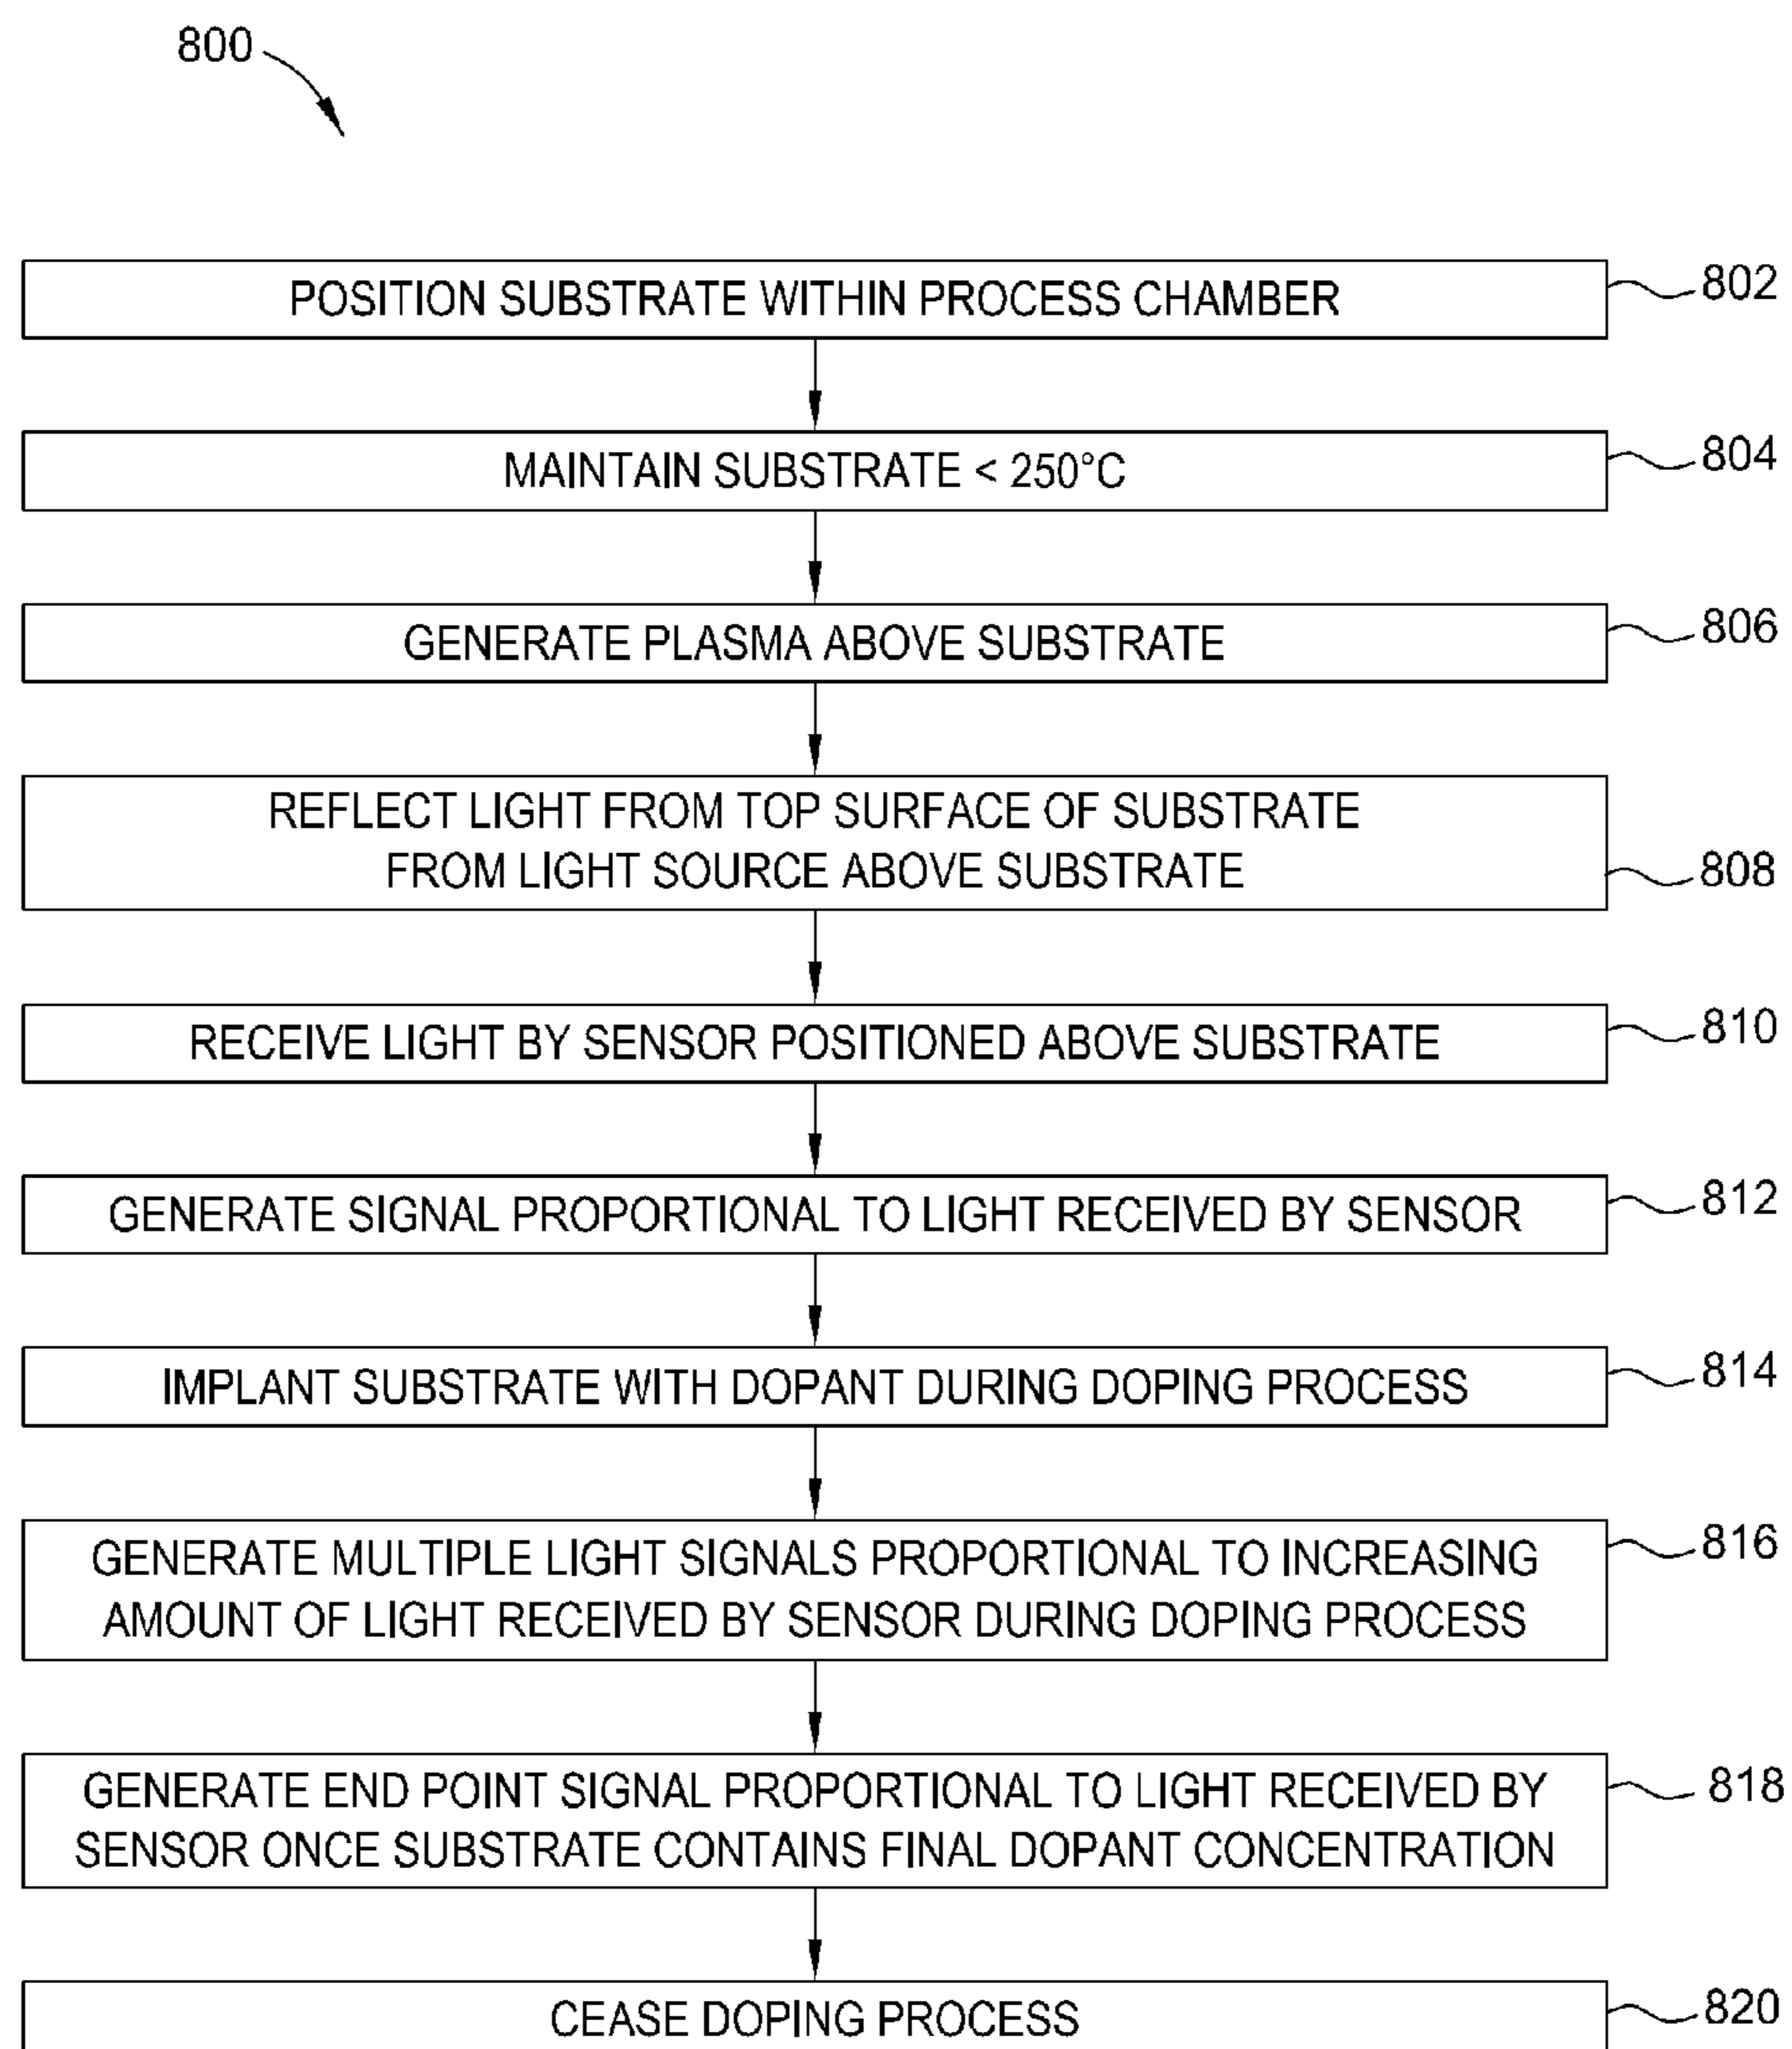 800
POSITION SUBSTRATE WITHIN PROCESS CHAMBER
802
MAINTAIN SUBSTRATE < 250°C
804
GENERATE PLASMA ABOVE SUBSTRATE
806
REFLECT LIGHT FROM TOP SURFACE OF SUBSTRATE
FROM LIGHT SOURCE ABOVE SUBSTRATE
808
RECEIVE LIGHT BY SENSOR POSITIONED ABOVE SUBSTRATE
810
GENERATE SIGNAL PROPORTIONAL TO LIGHT RECEIVED BY SENSOR
812
IMPLANT SUBSTRATE WITH DOPANT DURING DOPING PROCESS
814
GENERATE MULTIPLE LIGHT SIGNALS PROPORTIONAL TO INCREASING
AMOUNT OF LIGHT RECEIVED BY SENSOR DURING DOPING PROCESS
816
GENERATE END POINT SIGNAL PROPORTIONAL TO LIGHT RECEIVED BY
SENSOR ONCE SUBSTRATE CONTAINS FINAL DOPANT CONCENTRATION
818
CEASE DOPING PROCESS
820